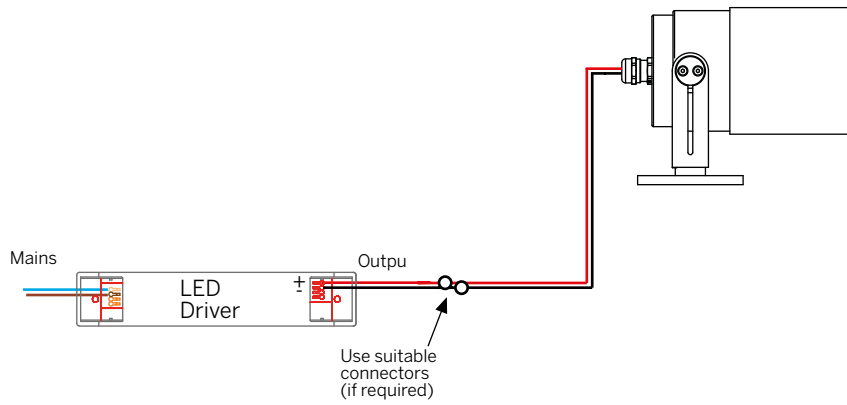 Mains
LED
Driver
+
-
Outpu
Use suitable
connectors
(if required)